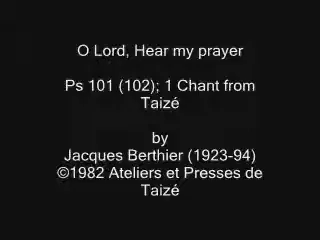 O Lord, Hear my prayer
Ps 101 (102); 1 Chant from
Taizé
by
Jacques Berthier (1923-94)
©1982 Ateliers et Presses de
Taizé